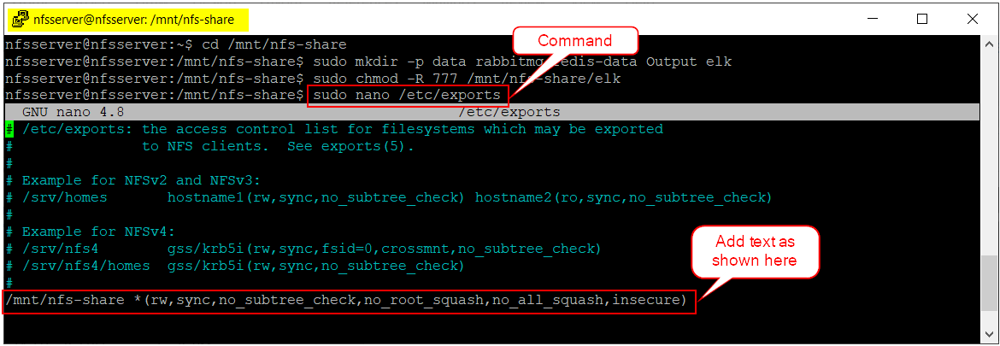 nfsserver@nfsserver: /mnt/nfs-share
nfsserver@nfsserver:~$ cd /mnt/nfs-share
Command
nfsserver@nfsserver:/mnt/nfs-share$ sudo mkdir -p data rabbitmq redis-data Output elk
nfsserver@nfsserver:/mnt/nfs-share$ sudo chmod -R 777 /mnt/nfs-share/elk
nfsserver@nfsserver:/mnt/nfs-share$ sudo nano /etc/exports
GNU nano 4.8 /etc/exports
# /etc/exports: the access control list for filesystems which may be exported
# to NFS clients. See exports(5).
#
# Example for NFSv2 and NFSv3:
# /srv/homes hostname1(rw,sync,no_subtree_check) hostname2(ro,sync,no_subtree_check)
#
# Example for NFSv4:
# /srv/nfs4 gss/krb5i(rw,sync,fsid=0,crossmnt,no_subtree_check)
# /srv/nfs4/homes gss/krb5i(rw,sync,no_subtree_check)
#
Add text as
shown here
/mnt/nfs-share *(rw,sync,no_subtree_check,no_root_squash,no_all_squash,insecure)